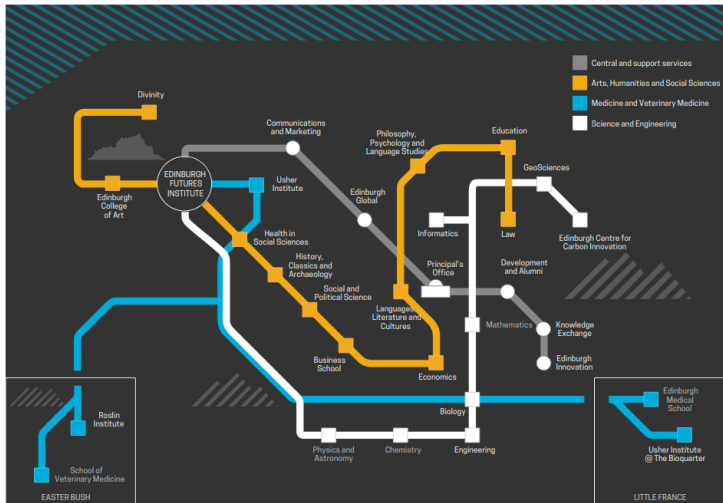 Central and support services
Arts, Humanities and Social Sciences
Medicine and Veterinary Medicine
Science and Engineering
Divinity
Communications
and Marketing
Philosophy,
Psychology and
Language Studies
Education
GeoSciences
EDINBURGH
FUTURES
INSTITUTE
Usher
Institute
Edinburgh
College
of Art
Edinburgh
Global
Informatics
Law
Edinburgh Centre for
Carbon Innovation
Health in
Social Sciences
History,
Classics and
Archaeology
Principal's
Office
Development
and Alumni
Social and
Political Science
Languages,
Literature and
Cultures
Mathematics
Knowledge
Exchange
Business
School
Economics
Edinburgh
Innovation
Biology
Physics and
Astronomy
Chemistry
Engineering
Roslin
Institute
School of
Veterinary Medicine
EASTER BUSH
Edinburgh
Medical
School
Usher Institute
@ The Bioquarter
LITTLE FRANCE